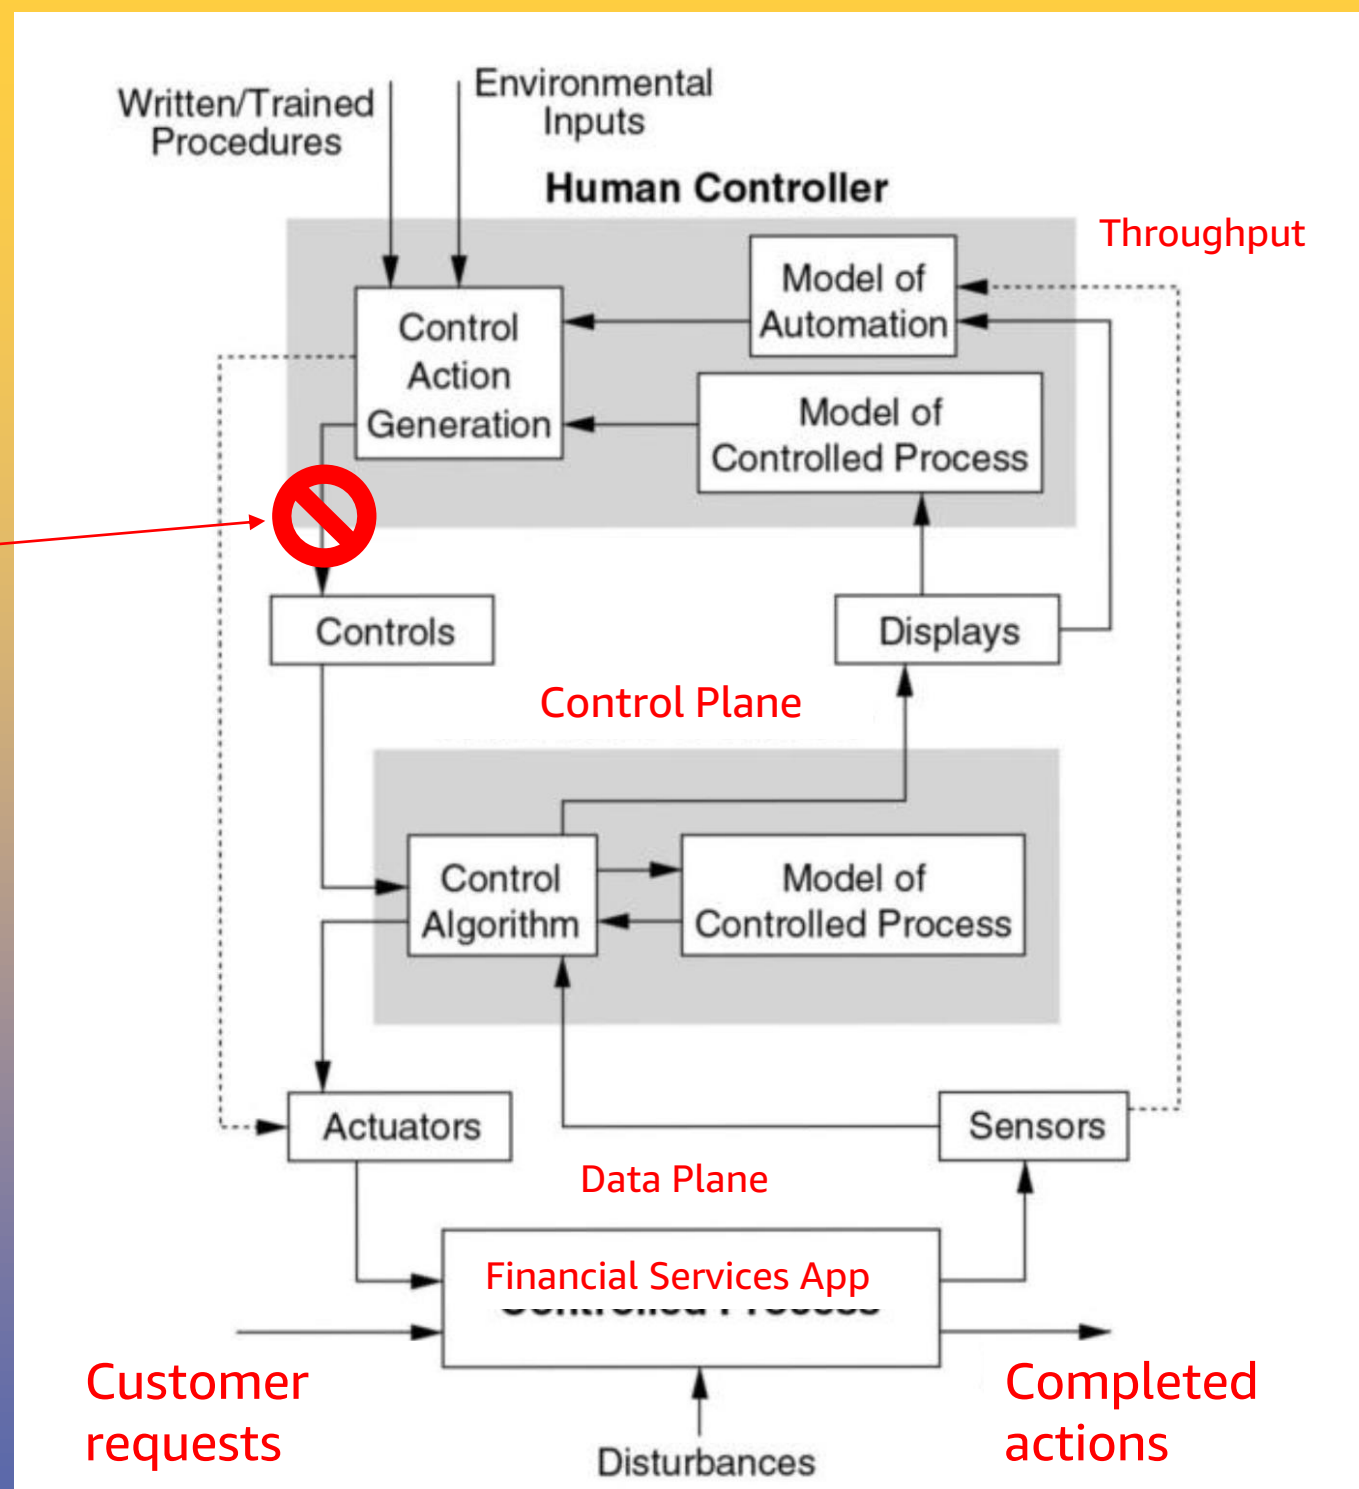 Written/Trained
Procedures
Environmental
Inputs
Human Controller
Throughput
Model of
Automation
Control
Action
Generation
Model of
Controlled Process
Controls
Displays
Control Plane
Control
Algorithm
Model of
Controlled Process
Actuators
Sensors
Data Plane
Financial Services App
Controlled Process
Customer
requests
Completed
actions
Disturbances